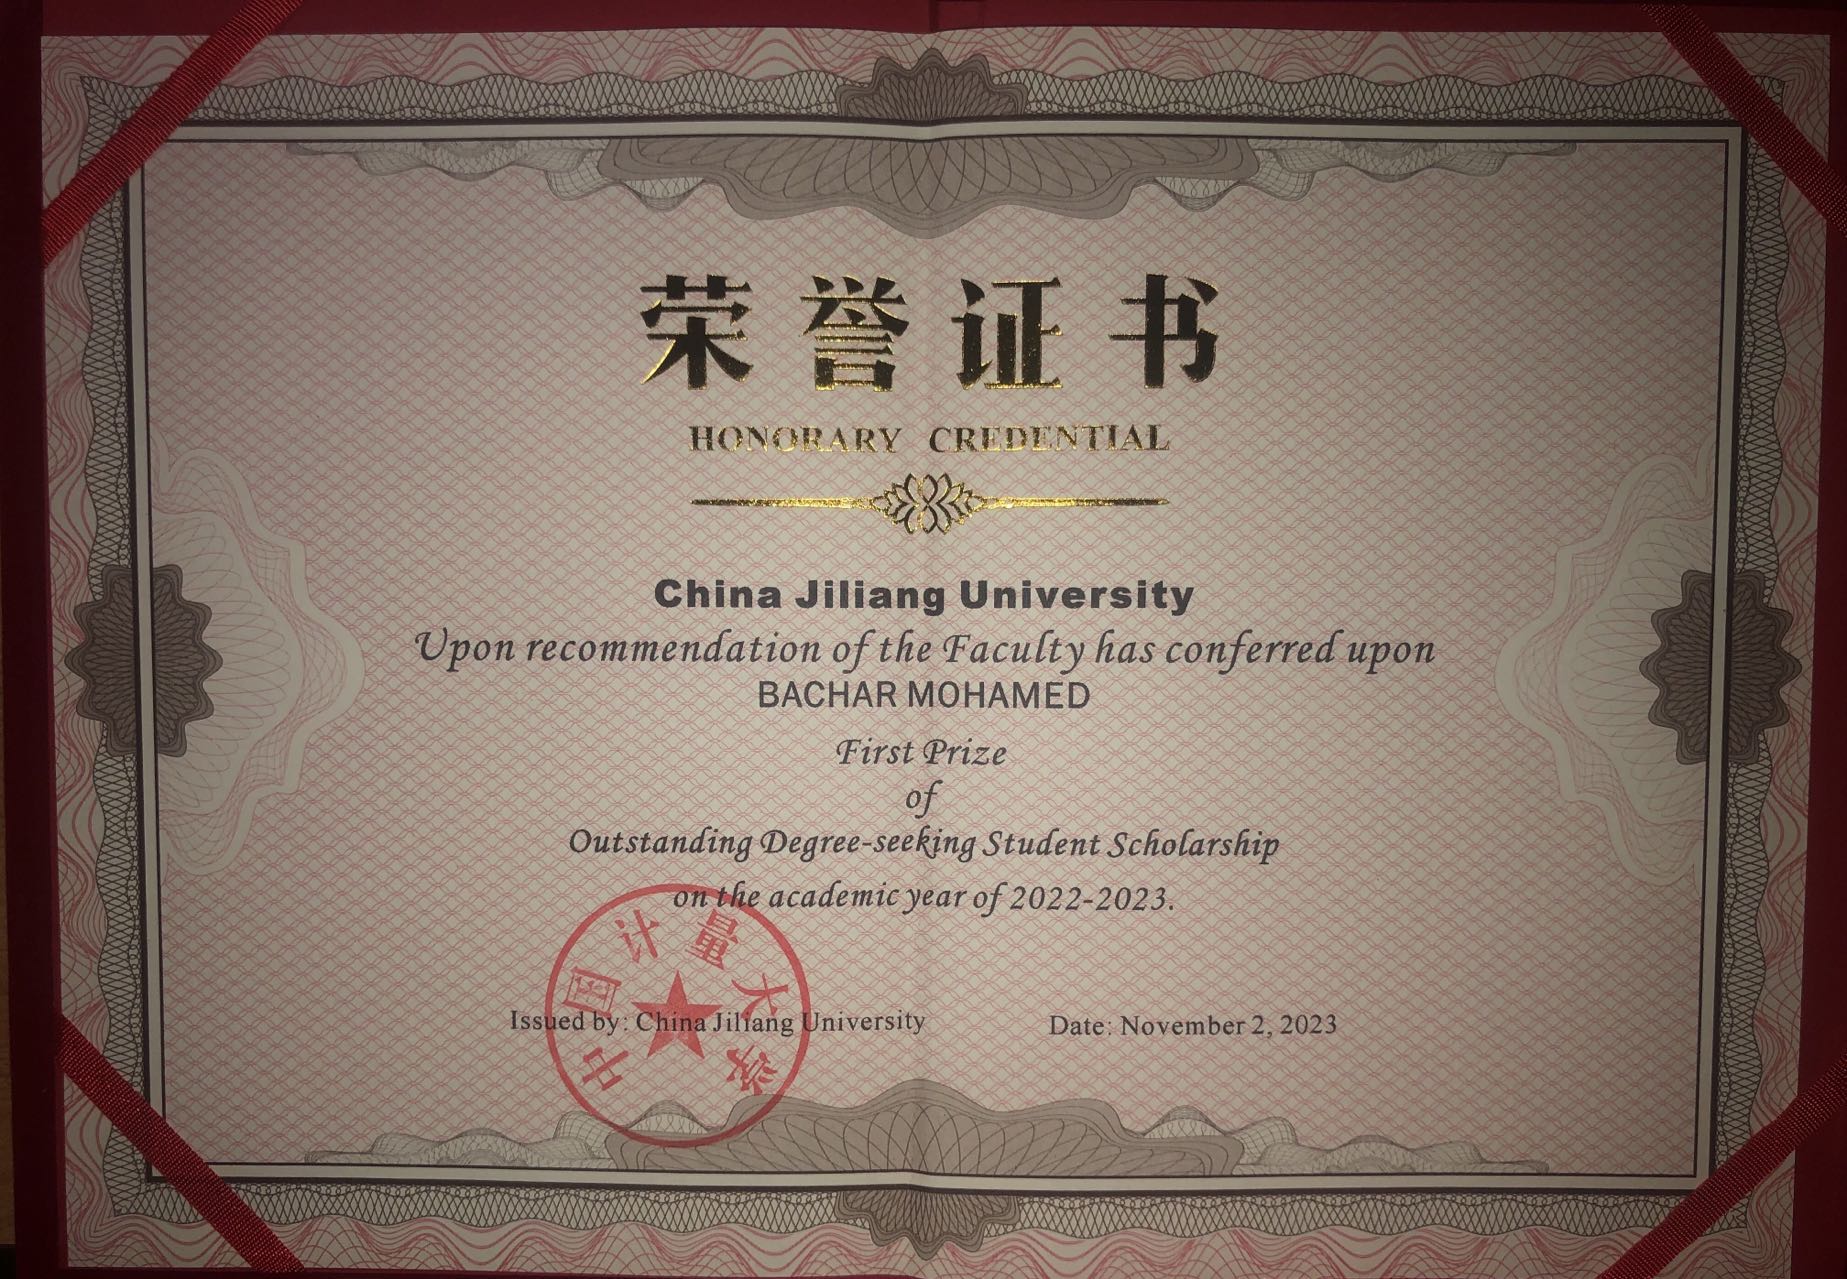 荣誉证书
HONORARY CREDENTIAL
China Jiliang University
Upon recommendation of the Faculty has conferred upon
BACHAR MOHAMED
First Prize
of
Outstanding Degree-seeking Student Scholarship
on the academic year of 2022-2023.
中国计量大学
Issued by: China Jiliang University
Date: November 2, 2023